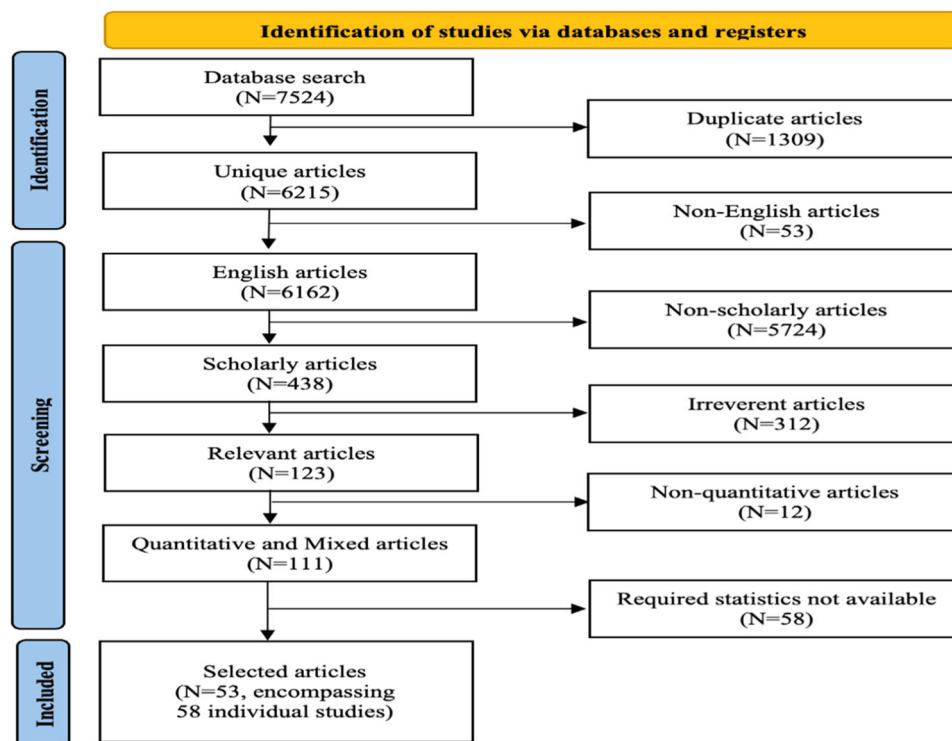 Identification of studies via databases and registers
Identification
Database search
(N=7524)
Duplicate articles
(N=1309)
Unique articles
(N=6215)
Non-English articles
(N=53)
Screening
English articles
(N=6162)
Non-scholarly articles
(N=5724)
Scholarly articles
(N=438)
Irreverent articles
(N=312)
Relevant articles
(N=123)
Non-quantitative articles
(N=12)
Quantitative and Mixed articles
(N=111)
Required statistics not available
(N=58)
Included
Selected articles
(N=53, encompassing
58 individual studies)